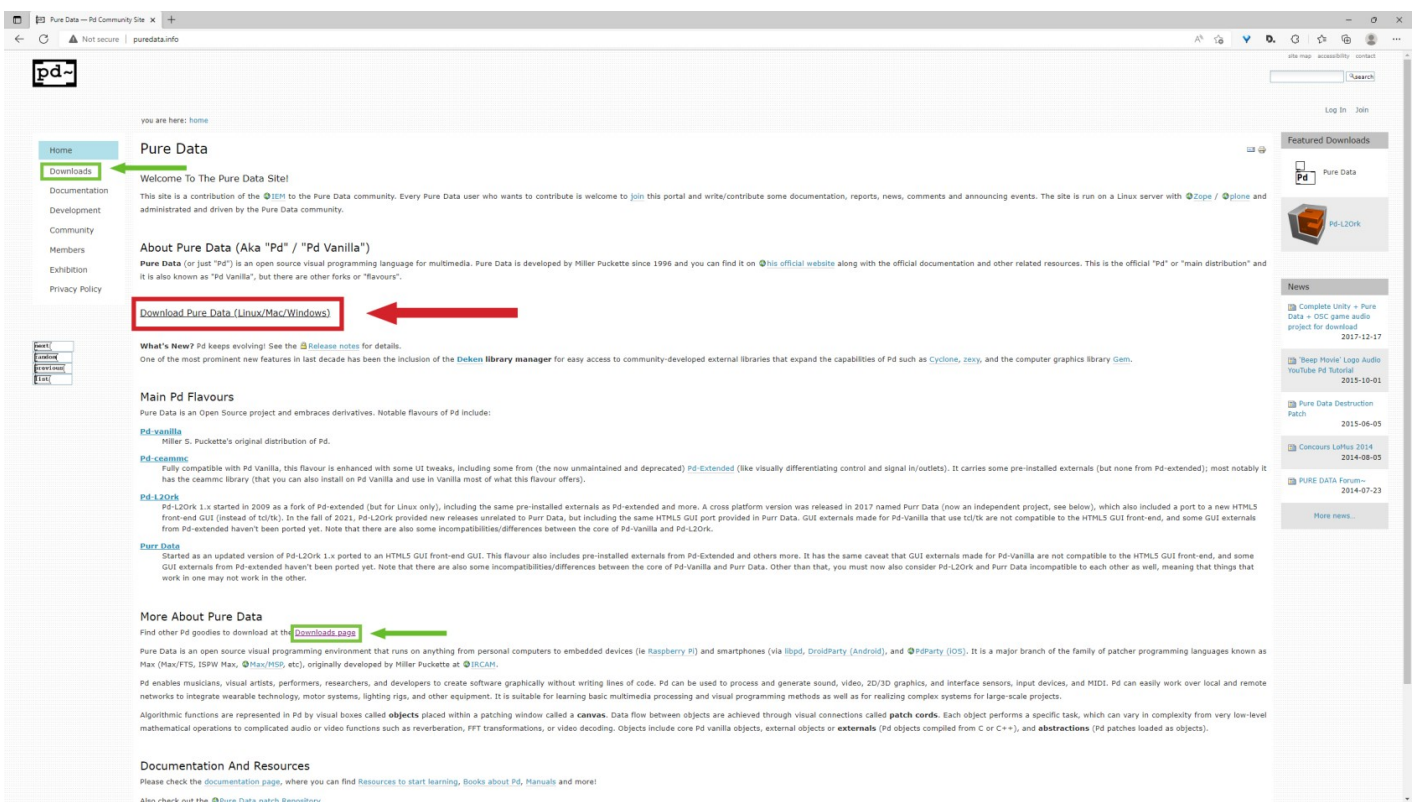 Pure Data — Pd Community Site
Not secure
puredata.info
site map accessibility contact
pd~
search
Log In Join
you are here: home
Home
Downloads
Documentation
Development
Community
Members
Exhibition
Privacy Policy
next
random
previous
list
Pure Data
Welcome To The Pure Data Site!
This site is a contribution of the IEM to the Pure Data community. Every Pure Data user who wants to contribute is welcome to join this portal and write/contribute some documentation, reports, news, comments and announcing events. The site is run on a Linux server with Zope / plone and
administrated and driven by the Pure Data community.
About Pure Data (Aka "Pd" / "Pd Vanilla")
Pure Data (or just "Pd") is an open source visual programming language for multimedia. Pure Data is developed by Miller Puckette since 1996 and you can find it on his official website along with the official documentation and other related resources. This is the official "Pd" or "main distribution" and
it is also known as "Pd Vanilla", but there are other forks or "flavours".
Download Pure Data (Linux/Mac/Windows)
What's New? Pd keeps evolving! See the Release notes for details.
One of the most prominent new features in last decade has been the inclusion of the Deken library manager for easy access to community-developed external libraries that expand the capabilities of Pd such as Cyclone, zexy, and the computer graphics library Gem.
Main Pd Flavours
Pure Data is an Open Source project and embraces derivatives. Notable flavours of Pd include:
Pd-vanilla
Miller S. Puckette's original distribution of Pd.
Pd-ceammc
Fully compatible with Pd Vanilla, this flavour is enhanced with some UI tweaks, including some from (the now unmaintained and deprecated) Pd-Extended (like visually differentiating control and signal in/outlets). It carries some pre-installed externals (but none from Pd-extended); most notably it
has the ceammc library (that you can also install on Pd Vanilla and use in Vanilla most of what this flavour offers).
Pd-L2Ork
Pd-L2Ork 1.x started in 2009 as a fork of Pd-extended (but for Linux only), including the same pre-installed externals as Pd-extended and more. A cross platform version was released in 2017 named Purr Data (now an independent project, see below), which also included a port to a new HTML5
front-end GUI (instead of tcl/tk). In the fall of 2021, Pd-L2Ork provided new releases unrelated to Purr Data, but including the same HTML5 GUI port provided in Purr Data. GUI externals made for Pd-Vanilla that use tcl/tk are not compatible to the HTML5 GUI front-end, and some GUI externals
from Pd-extended haven't been ported yet. Note that there are also some incompatibilities/differences between the core of Pd-Vanilla and Pd-L2Ork.
Purr Data
Started as an updated version of Pd-L2Ork 1.x ported to an HTML5 GUI front-end GUI. This flavour also includes pre-installed externals from Pd-Extended and others more. It has the same caveat that GUI externals made for Pd-Vanilla are not compatible to the HTML5 GUI front-end, and some
GUI externals from Pd-extended haven't been ported yet. Note that there are also some incompatibilities/differences between the core of Pd-Vanilla and Purr Data. Other than that, you must now also consider Pd-L2Ork and Purr Data incompatible to each other as well, meaning that things that
work in one may not work in the other.
More About Pure Data
Find other Pd goodies to download at the Downloads page
Pure Data is an open source visual programming environment that runs on anything from personal computers to embedded devices (ie Raspberry Pi) and smartphones (via libpd, DroidParty (Android), and PdParty (iOS). It is a major branch of the family of patcher programming languages known as
Max (Max/FTS, ISPW Max, Max/MSP, etc), originally developed by Miller Puckette at IRCAM.
Pd enables musicians, visual artists, performers, researchers, and developers to create software graphically without writing lines of code. Pd can be used to process and generate sound, video, 2D/3D graphics, and interface sensors, input devices, and MIDI. Pd can easily work over local and remote
networks to integrate wearable technology, motor systems, lighting rigs, and other equipment. It is suitable for learning basic multimedia processing and visual programming methods as well as for realizing complex systems for large-scale projects.
Algorithmic functions are represented in Pd by visual boxes called objects placed within a patching window called a canvas. Data flow between objects are achieved through visual connections called patch cords. Each object performs a specific task, which can vary in complexity from very low-level
mathematical operations to complicated audio or video functions such as reverberation, FFT transformations, or video decoding. Objects include core Pd vanilla objects, external objects or externals (Pd objects compiled from C or C++), and abstractions (Pd patches loaded as objects).
Documentation And Resources
Please check the documentation page, where you can find Resources to start learning, Books about Pd, Manuals and more!
Also check out the Pure Data patch Repository
Featured Downloads
Pd
Pure Data
Pd-L2Ork
News
Complete Unity + Pure
Data + OSC game audio
project for download
2017-12-17
'Beep Movie' Logo Audio
YouTube Pd Tutorial
2015-10-01
Pure Data Destruction
Patch
2015-06-05
Concours LoMus 2014
2014-08-05
PURE DATA Forum~
2014-07-23
More news...